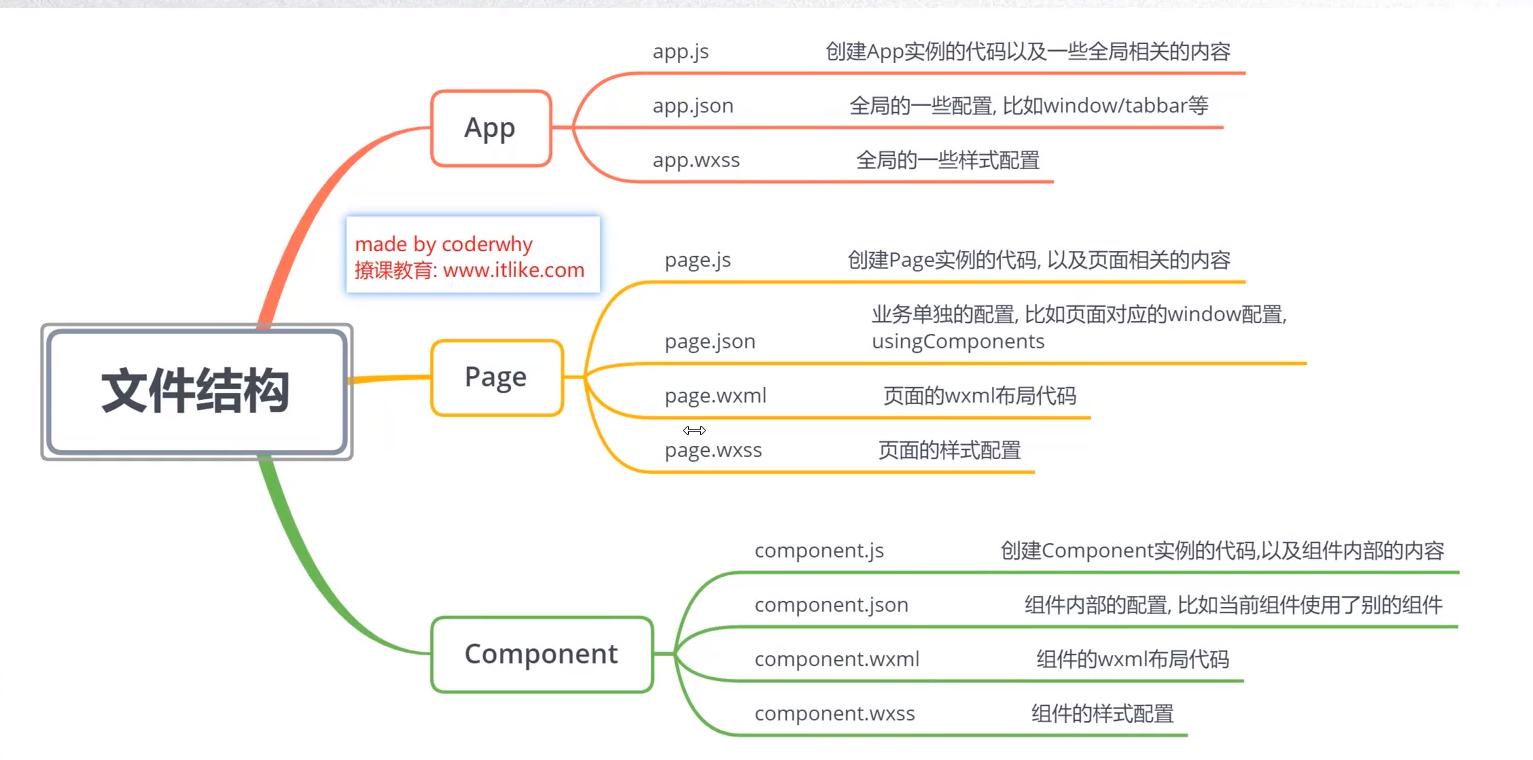 app.js 创建App实例的代码以及一些全局相关的内容
App
app.json 全局的一些配置, 比如window/tabbar等
app.wxss 全局的一些样式配置
made by coderwhy
撩课教育: www.itlike.com
page.js 创建Page实例的代码, 以及页面相关的内容
业务单独的配置, 比如页面对应的window配置,
page.json usingComponents
文件结构
Page
page.wxml 页面的wxml布局代码
page.wxss 页面的样式配置
component.js 创建Component实例的代码,以及组件内部的内容
component.json 组件内部的配置, 比如当前组件使用了别的组件
Component
component.wxml 组件的wxml布局代码
component.wxss 组件的样式配置